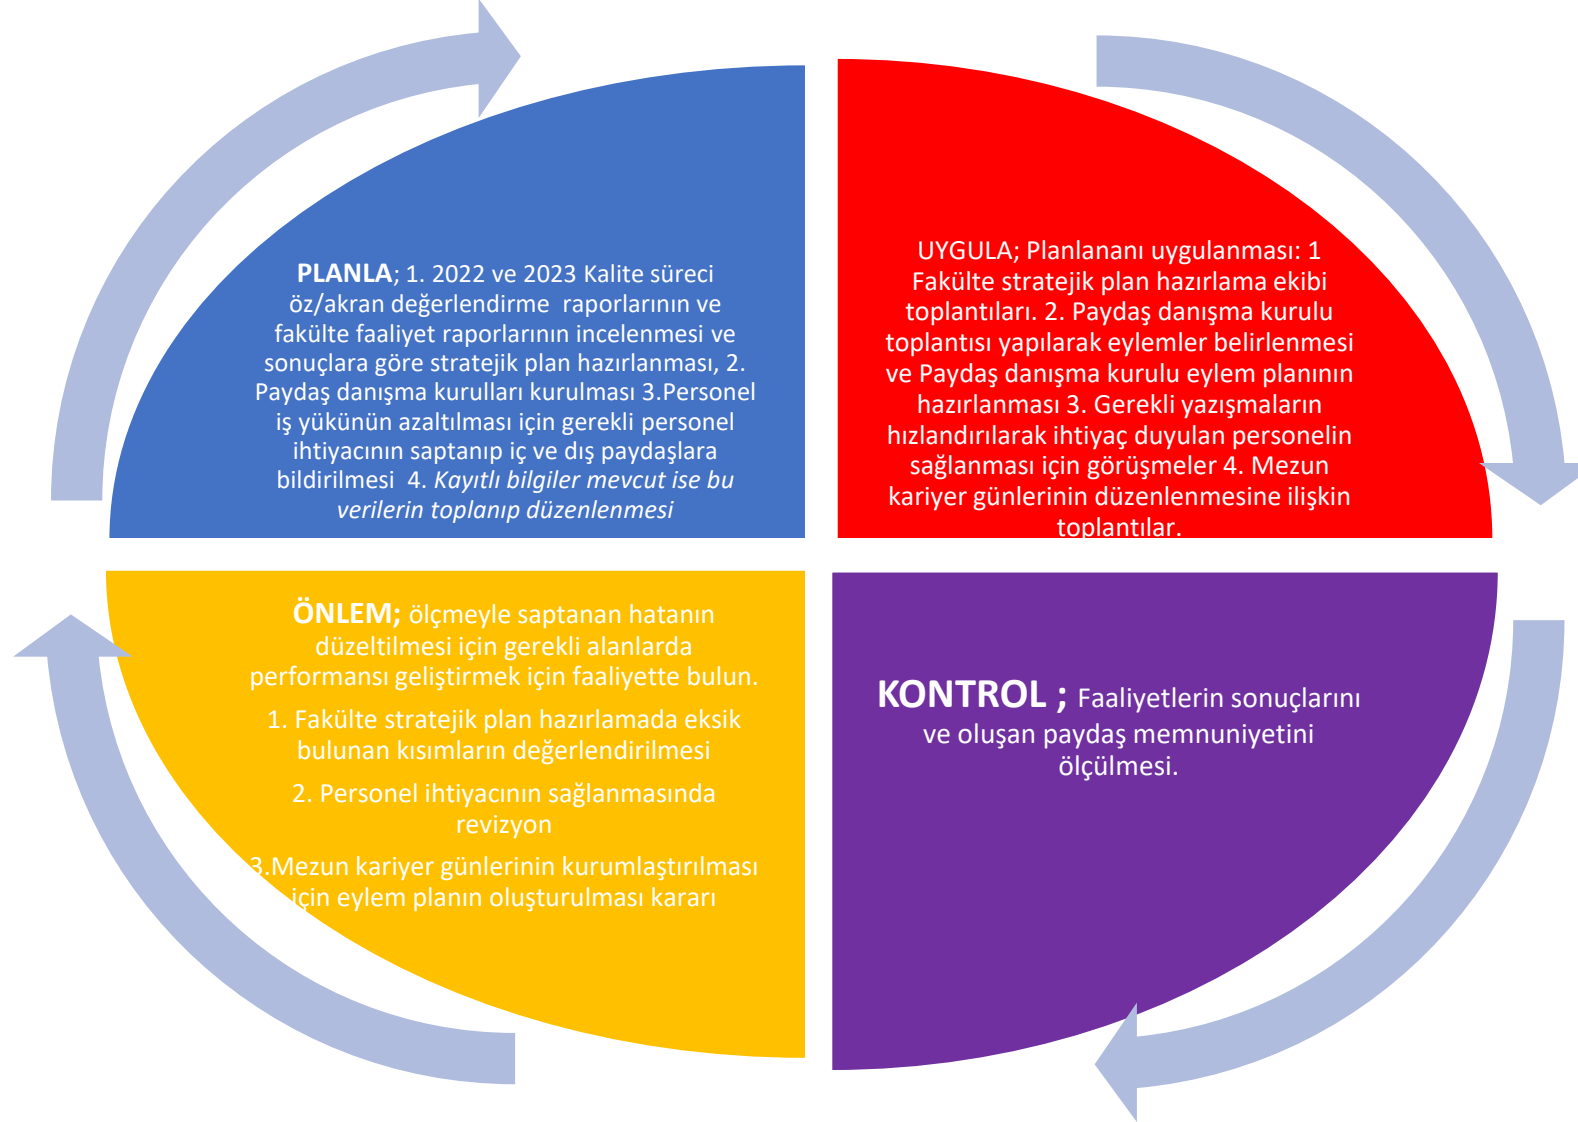 PLANLA; 1. 2022 ve 2023 Kalite süreci
öz/akran değerlendirme raporlarının ve
fakülte faaliyet raporlarının incelenmesi ve
sonuçlara göre stratejik plan hazırlanması, 2.
Paydaş danışma kurulları kurulması 3.Personel
iş yükünün azaltılması için gerekli personel
ihtiyacının saptanıp iç ve dış paydaşlara
bildirilmesi 4. Kayıtlı bilgiler mevcut ise bu
verilerin toplanıp düzenlenmesi
UYGULA; Planlananı uygulanması: 1
Fakülte stratejik plan hazırlama ekibi
toplantıları. 2. Paydaş danışma kurulu
toplantısı yapılarak eylemler belirlenmesi
ve Paydaş danışma kurulu eylem planının
hazırlanması 3. Gerekli yazışmaların
hızlandırılarak ihtiyaç duyulan personelin
sağlanması için görüşmeler 4. Mezun
kariyer günlerinin düzenlenmesine ilişkin
toplantılar.
ÖNLEM; ölçmeyle saptanan hatanın
düzeltilmesi için gerekli alanlarda
performansı geliştirmek için faaliyette bulun.
1. Fakülte stratejik plan hazırlamada eksik
bulunan kısımların değerlendirilmesi
2. Personel ihtiyacının sağlanmasında
revizyon
3.Mezun kariyer günlerinin kurumlaştırılması
için eylem planın oluşturulması kararı
KONTROL ; Faaliyetlerin sonuçlarını
ve oluşan paydaş memnuniyetini
ölçülmesi.